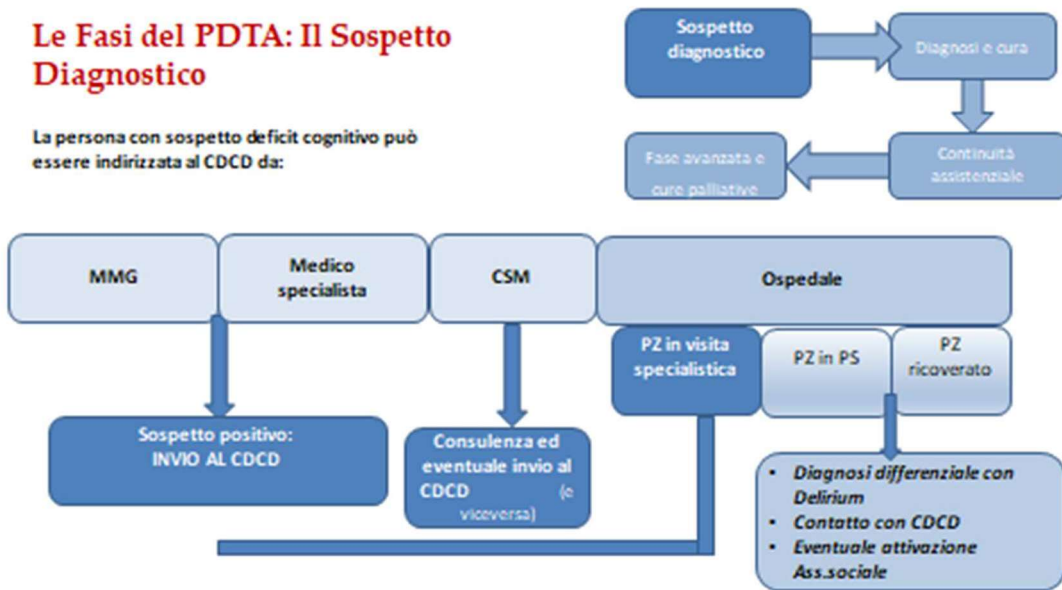 Le Fasi del PDTA: Il Sospetto
Diagnostico
La persona con sospetto deficit cognitivo può
essere indirizzata al CDCD da:
Sospetto
diagnostico
Diagnosi e cura
Fase avanzata e
cure palliative
Continuità
assistenziale
MMG
Medico
specialista
CSM
Ospedale
PZ in visita
specialistica
PZ in PS
PZ
ricoverato
Sospetto positivo:
INVIO AL CDCD
Consulenza ed
eventuale invio al
CDCD (e
viceversa)
• Diagnosi differenziale con
Delirium
• Contatto con CDCD
• Eventuale attivazione
Ass.sociale